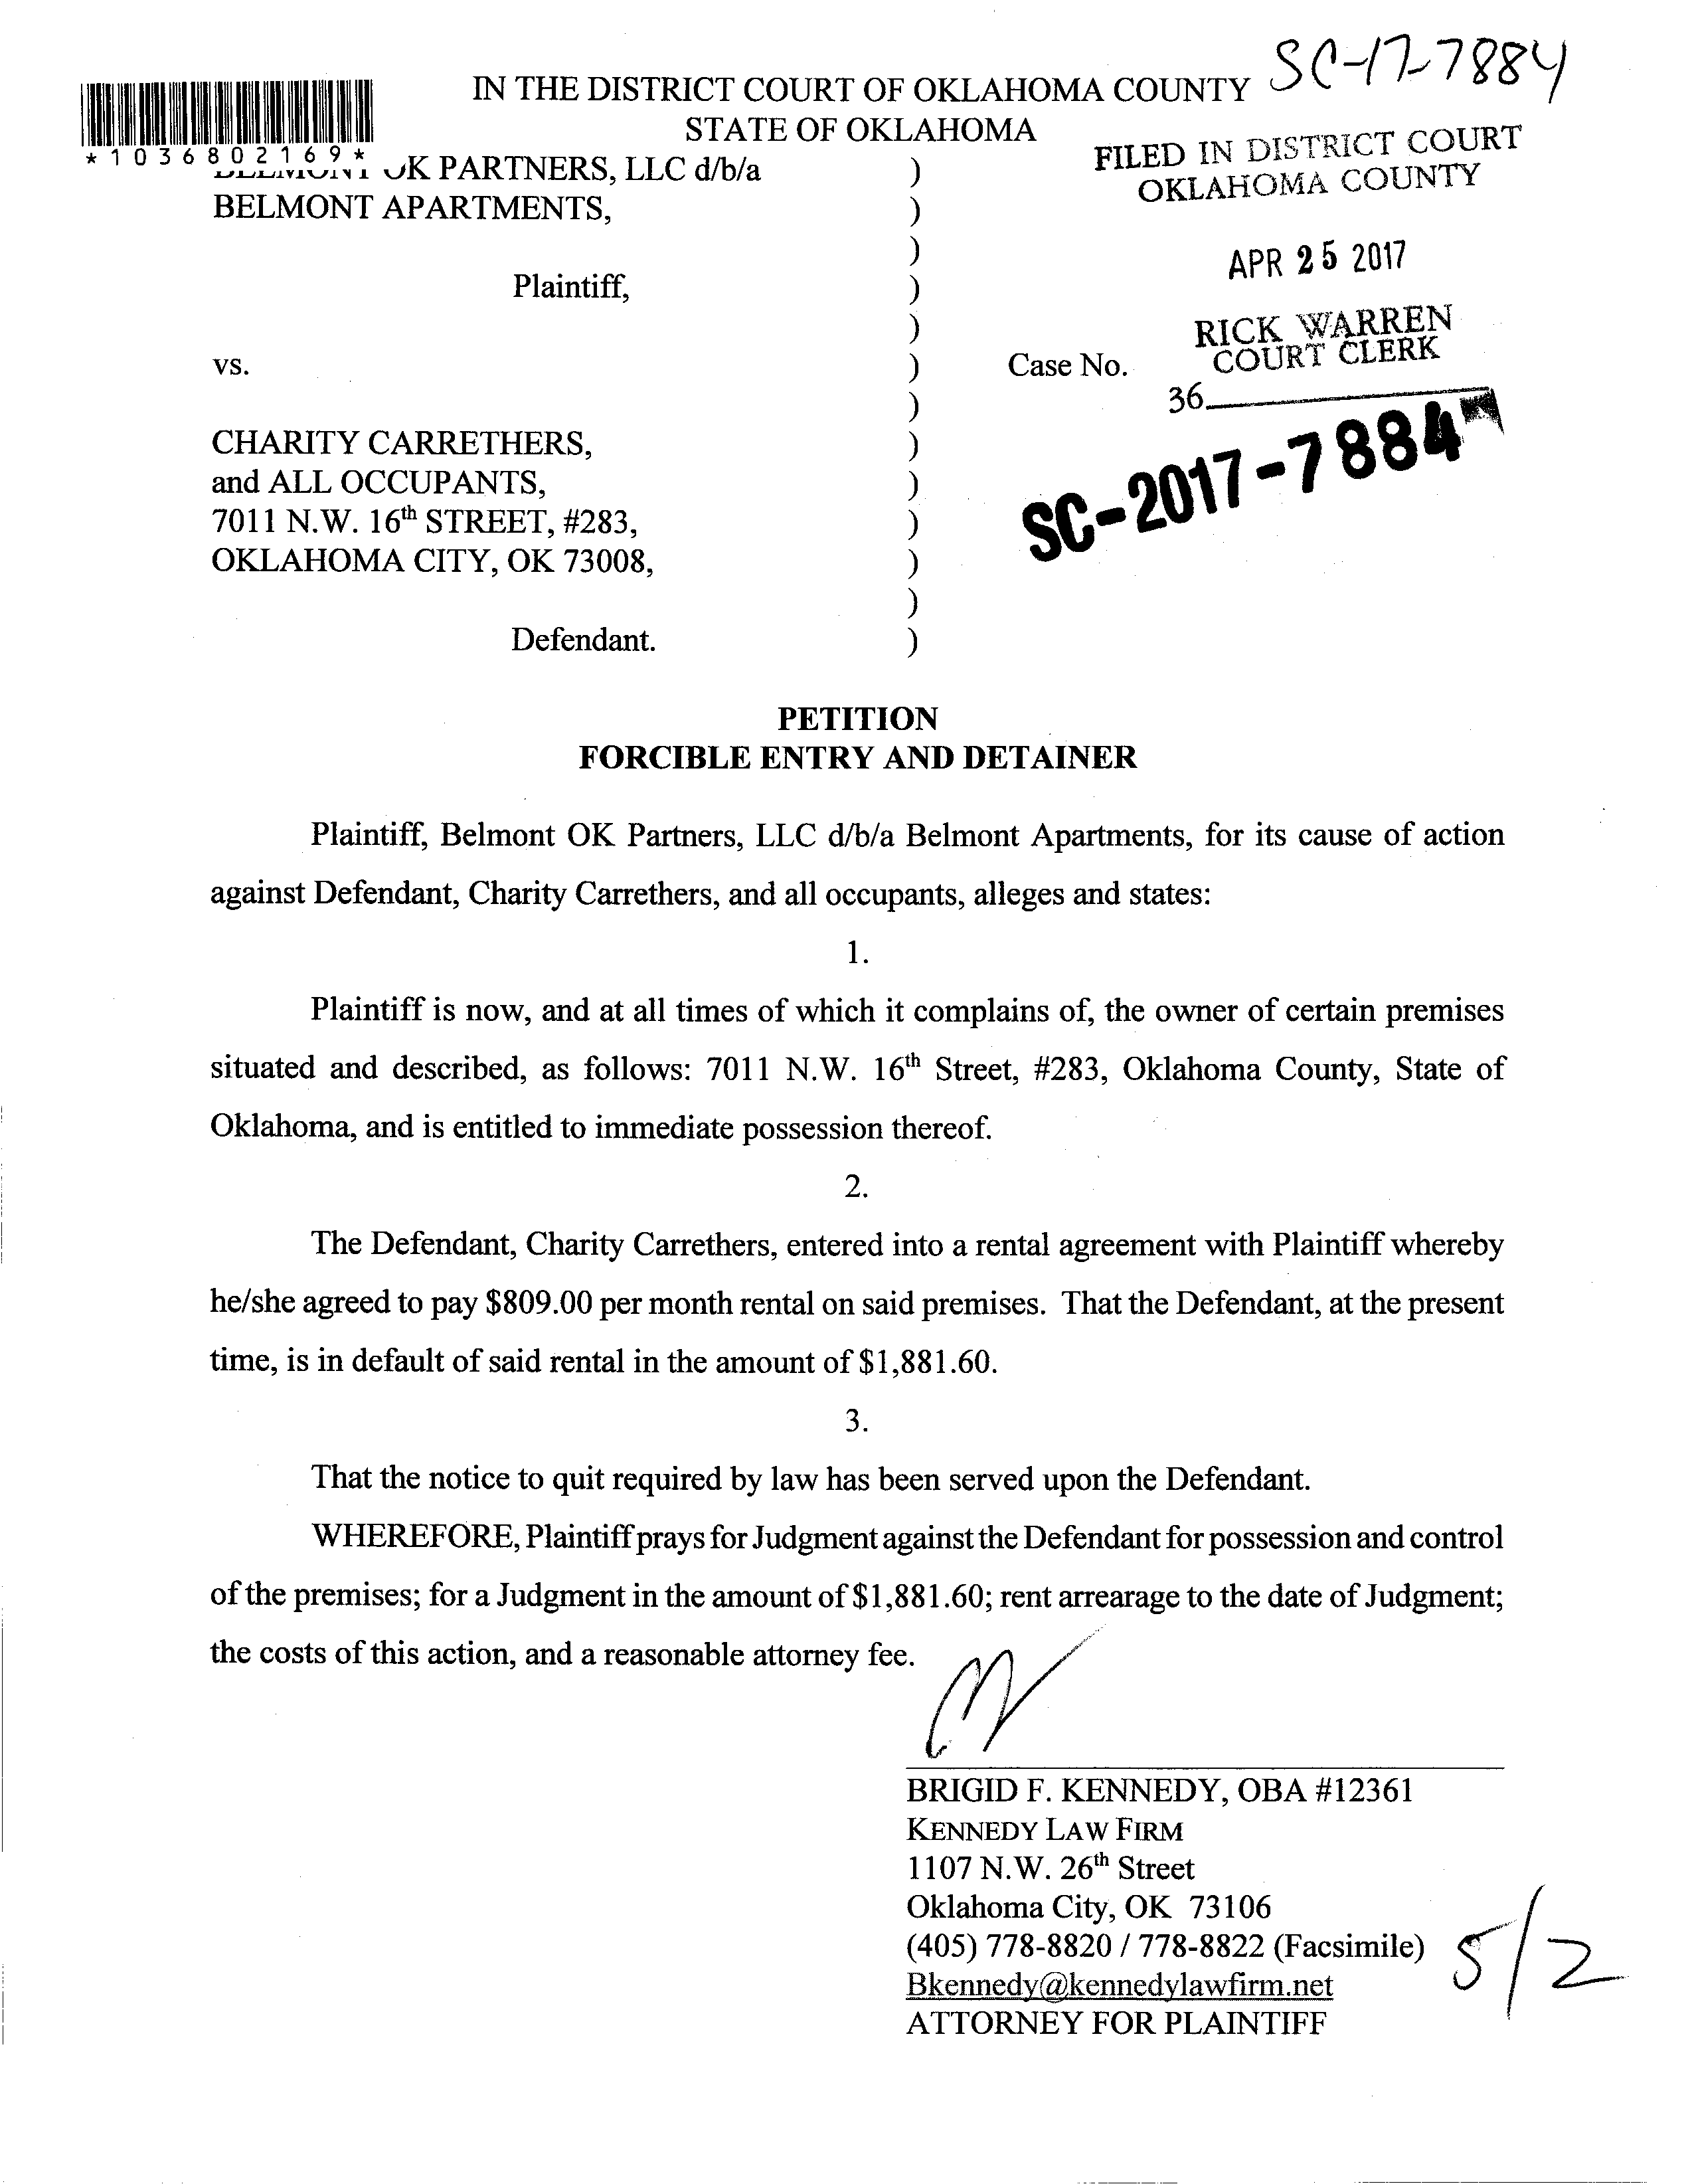 SC-17-7884
IN THE DISTRICT COURT OF OKLAHOMA COUNTY
STATE OF OKLAHOMA
*1036802169*
OK PARTNERS, LLC d/b/a )
BELMONT APARTMENTS, )
)
Plaintiff, )
)
vs. ) Case No.
)
CHARITY CARRETHERS, )
and ALL OCCUPANTS, )
7011 N.W. 16th STREET, #283, )
OKLAHOMA CITY, OK 73008, )
)
Defendant. )
FILED IN DISTRICT COURT
OKLAHOMA COUNTY
APR 25 2017
RICK WARREN
COURT CLERK
36
SC-2017-7884
PETITION
FORCIBLE ENTRY AND DETAINER
Plaintiff, Belmont OK Partners, LLC d/b/a Belmont Apartments, for its cause of action
against Defendant, Charity Carrethers, and all occupants, alleges and states:
1.
Plaintiff is now, and at all times of which it complains of, the owner of certain premises
situated and described, as follows: 7011 N.W. 16th Street, #283, Oklahoma County, State of
Oklahoma, and is entitled to immediate possession thereof.
2.
The Defendant, Charity Carrethers, entered into a rental agreement with Plaintiff whereby
he/she agreed to pay $809.00 per month rental on said premises. That the Defendant, at the present
time, is in default of said rental in the amount of $1,881.60.
3.
That the notice to quit required by law has been served upon the Defendant.
WHEREFORE, Plaintiff prays for Judgment against the Defendant for possession and control
of the premises; for a Judgment in the amount of $1,881.60; rent arrearage to the date of Judgment;
the costs of this action, and a reasonable attorney fee.
BRIGID F. KENNEDY, OBA #12361
KENNEDY LAW FIRM
1107 N.W. 26th Street
Oklahoma City, OK 73106
(405) 778-8820 / 778-8822 (Facsimile)
Bkennedy@kennedylawfirm.net
ATTORNEY FOR PLAINTIFF
5/2